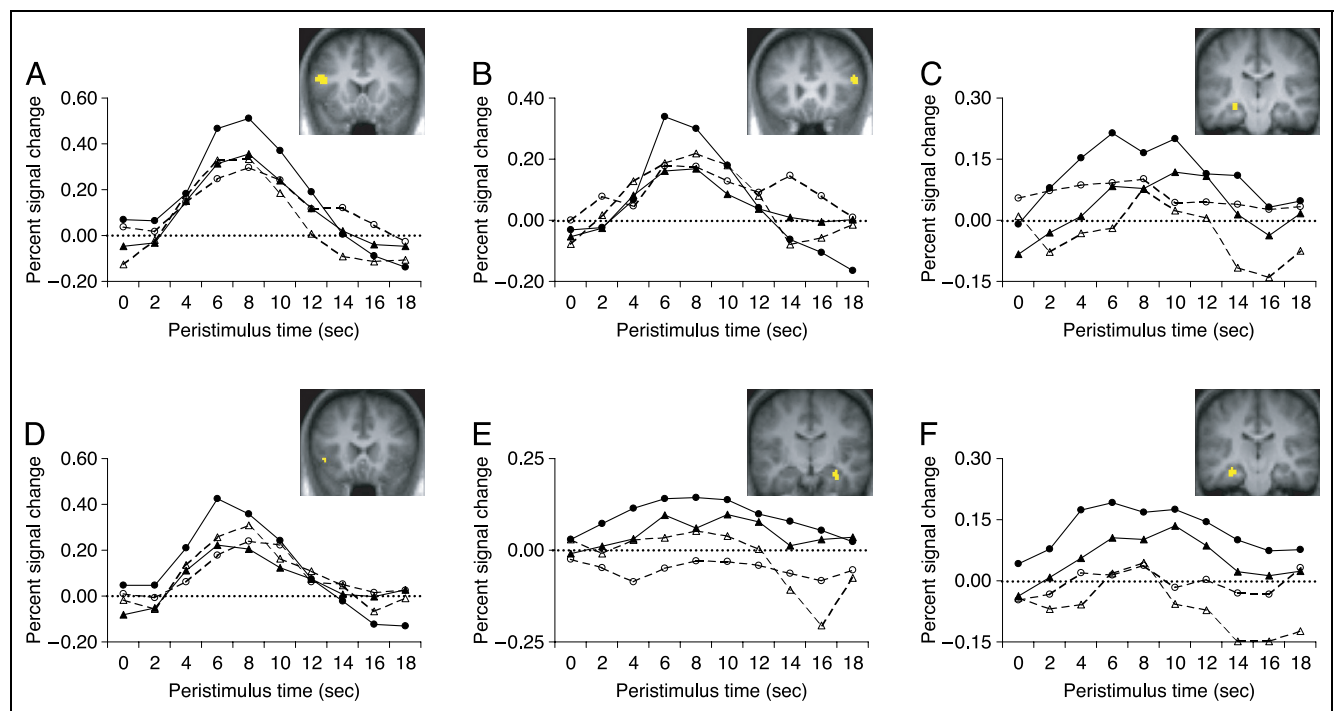 A
Percent signal change
0.60
0.40
0.20
0.00
−0.20
0 2 4 6 8 10 12 14 16 18
Peristimulus time (sec)
B
Percent signal change
0.40
0.20
0.00
−0.20
0 2 4 6 8 10 12 14 16 18
Peristimulus time (sec)
C
Percent signal change
0.30
0.15
0.00
−0.15
0 2 4 6 8 10 12 14 16 18
Peristimulus time (sec)
D
Percent signal change
0.60
0.40
0.20
0.00
−0.20
0 2 4 6 8 10 12 14 16 18
Peristimulus time (sec)
E
Percent signal change
0.25
0.00
−0.25
0 2 4 6 8 10 12 14 16 18
Peristimulus time (sec)
F
Percent signal change
0.30
0.15
0.00
−0.15
0 2 4 6 8 10 12 14 16 18
Peristimulus time (sec)